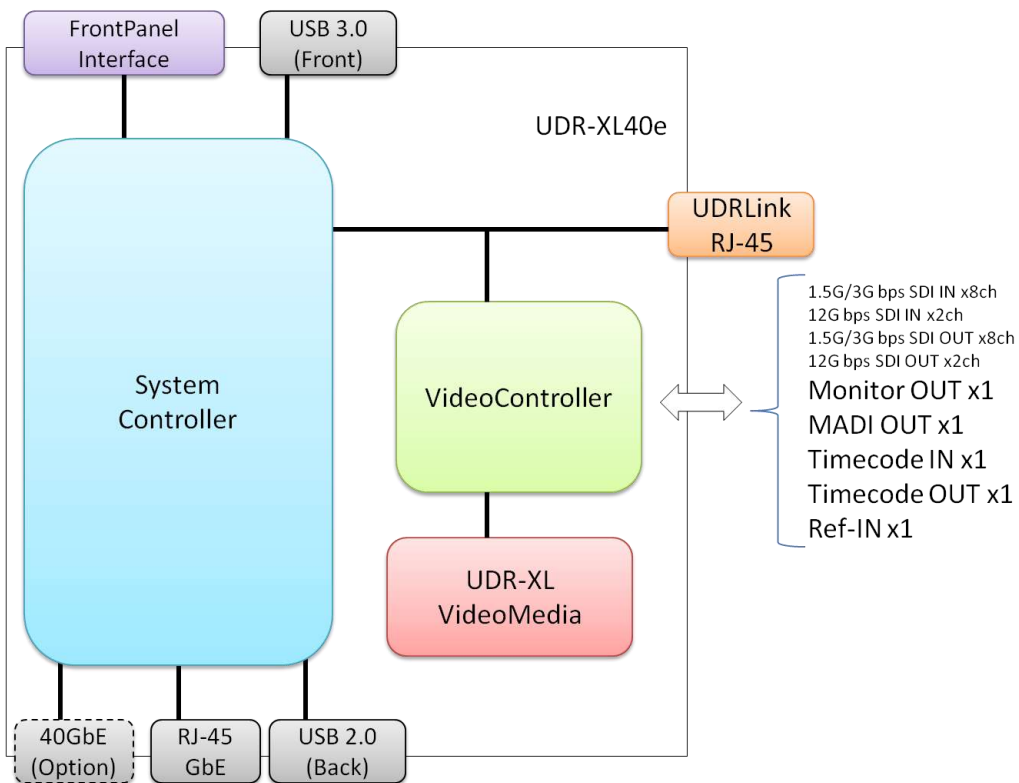 FrontPanel
Interface
USB 3.0
(Front)
UDR-XL40e
UDRLink
RJ-45
1.5G/3G bps SDI IN x8ch
12G bps SDI IN x2ch
1.5G/3G bps SDI OUT x8ch
12G bps SDI OUT x2ch
Monitor OUT x1
MADI OUT x1
Timecode IN x1
Timecode OUT x1
Ref-IN x1
System
Controller
VideoController
UDR-XL
VideoMedia
40GbE
(Option)
RJ-45
GbE
USB 2.0
(Back)